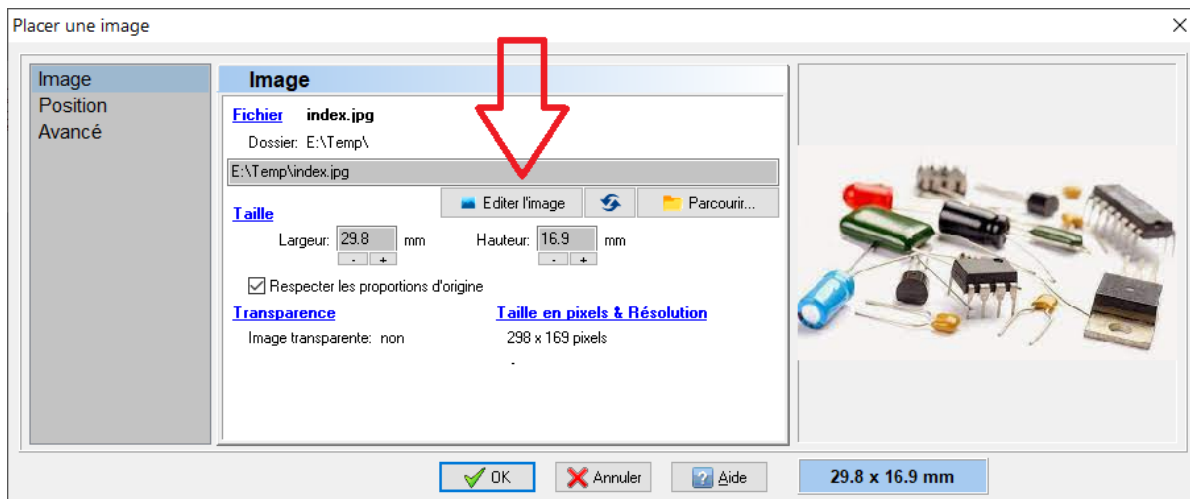 Placer une image
Image
Position
Avancé
Image
Fichier index.jpg
Dossier: E:\Temp\
E:\Temp\index.jpg
Editer l'image Parcourir...
Taille
Largeur: 29.8 mm Hauteur: 16.9 mm
- + - +
Respecter les proportions d'origine
Transparence Taille en pixels & Résolution
Image transparente: non 298 x 169 pixels
-
OK Annuler Aide 29.8 x 16.9 mm